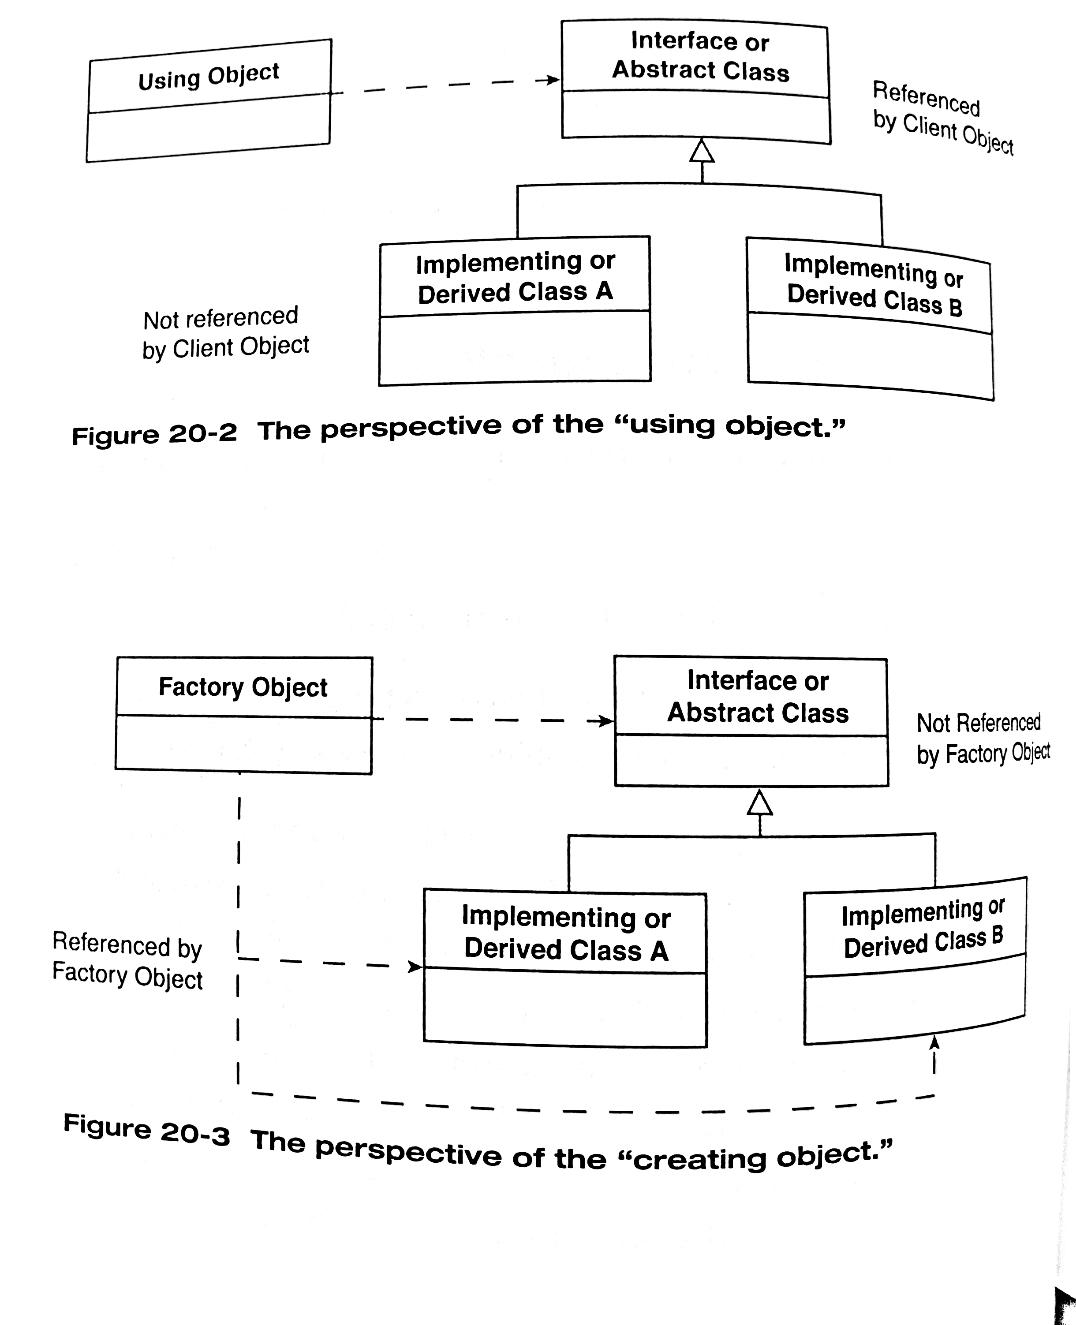 Using Object
Interface or
Abstract Class
Referenced
by Client Object
Implementing or
Derived Class A
Implementing or
Derived Class B
Not referenced
by Client Object
Figure 20-2 The perspective of the “using object.”
Factory Object
Interface or
Abstract Class
Not Referenced
by Factory Object
Implementing or
Derived Class A
Implementing or
Derived Class B
Referenced by
Factory Object
Figure 20-3 The perspective of the “creating object.”